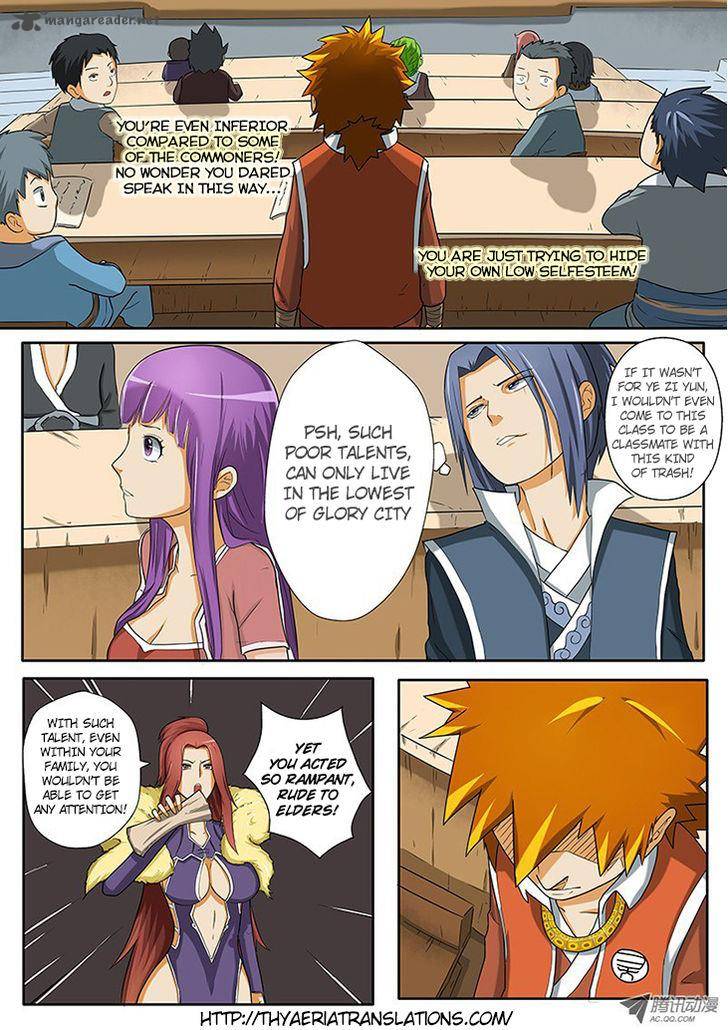 mangareader.net
YOU'RE EVEN INFERIOR
COMPARED TO SOME
OF THE COMMONERS!
NO WONDER YOU DARED
SPEAK IN THIS WAY...
YOU ARE JUST TRYING TO HIDE
YOUR OWN LOW SELFESTEEM!
IF IT WASN'T
FOR YE ZI YUN,
I WOULDN'T EVEN
COME TO THIS
CLASS TO BE A
CLASSMATE WITH
THIS KIND
OF TRASH!
PSH, SUCH
POOR TALENTS,
CAN ONLY LIVE
IN THE LOWEST
OF GLORY CITY
WITH SUCH
TALENT, EVEN
WITHIN YOUR
FAMILY, YOU
WOULDN'T BE
ABLE TO GET
ANY ATTENTION!
YET
YOU ACTED
SO RAMPANT,
RUDE TO
ELDERS!
HTTP://THYAERIATRANSLATIONS.COM/
腾讯动漫
AC.QQ.COM